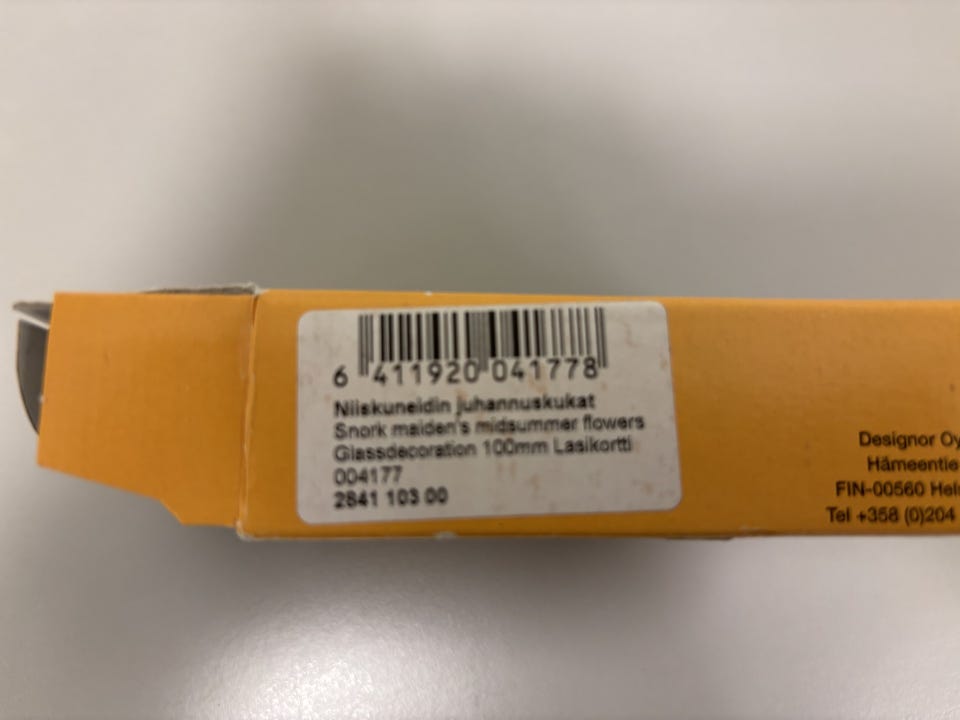 6 411920 041778
Niiskuneidin juhannuskukat
Snork maiden's midsummer flowers
Glassdecoration 100mm Lasikortti
004177
2841 103 00
Designor Oy
Hämeentie
FIN-00560 Hels
Tel +358 (0)204